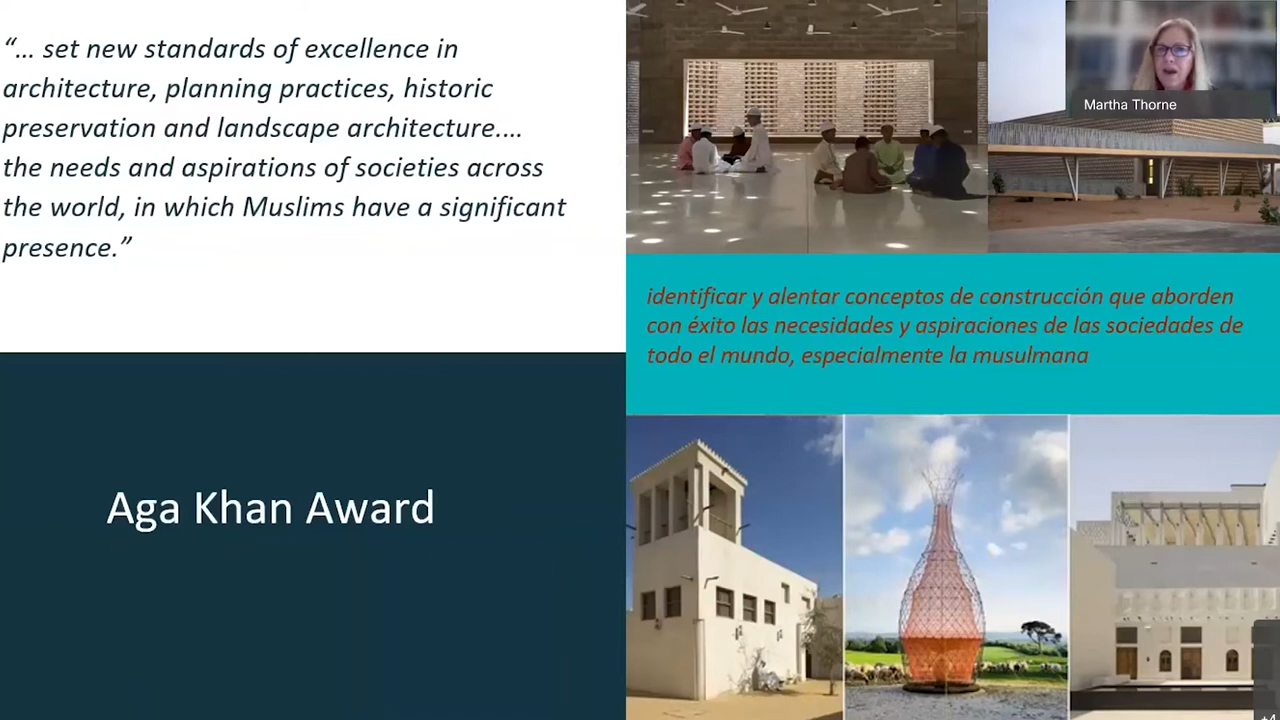 “... set new standards of excellence in
architecture, planning practices, historic
preservation and landscape architecture....
the needs and aspirations of societies across
the world, in which Muslims have a significant
presence.”
Aga Khan Award
Martha Thorne
identificar y alentar conceptos de construcción que aborden
con éxito las necesidades y aspiraciones de las sociedades de
todo el mundo, especialmente la musulmana